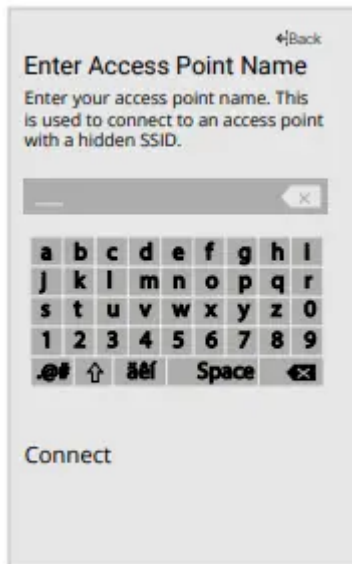 Back
Enter Access Point Name
Enter your access point name. This
is used to connect to an access point
with a hidden SSID.
a b c d e f g h i
j k l m n o p q r
s t u v w x y z 0
1 2 3 4 5 6 7 8 9
.@# äêí Space
Connect